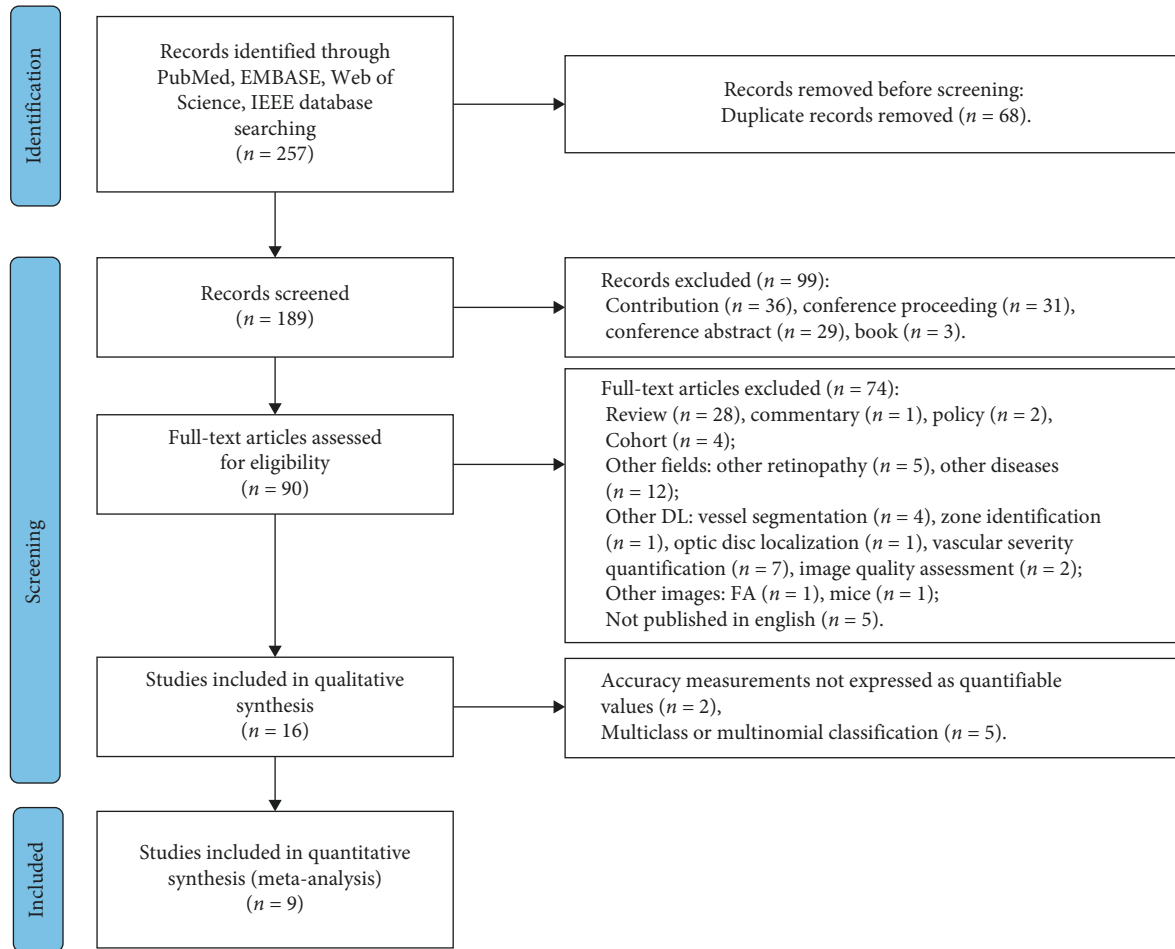 Identification
Records identified through
PubMed, EMBASE, Web of
Science, IEEE database
searching
(n = 257)
Records removed before screening:
Duplicate records removed (n = 68).
Screening
Records screened
(n = 189)
Records excluded (n = 99):
Contribution (n = 36), conference proceeding (n = 31),
conference abstract (n = 29), book (n = 3).
Full-text articles assessed
for eligibility
(n = 90)
Full-text articles excluded (n = 74):
Review (n = 28), commentary (n = 1), policy (n = 2),
Cohort (n = 4);
Other fields: other retinopathy (n = 5), other diseases
(n = 12);
Other DL: vessel segmentation (n = 4), zone identification
(n = 1), optic disc localization (n = 1), vascular severity
quantification (n = 7), image quality assessment (n = 2);
Other images: FA (n = 1), mice (n = 1);
Not published in english (n = 5).
Studies included in qualitative
synthesis
(n = 16)
Accuracy measurements not expressed as quantifiable
values (n = 2),
Multiclass or multinomial classification (n = 5).
Included
Studies included in quantitative
synthesis (meta-analysis)
(n = 9)